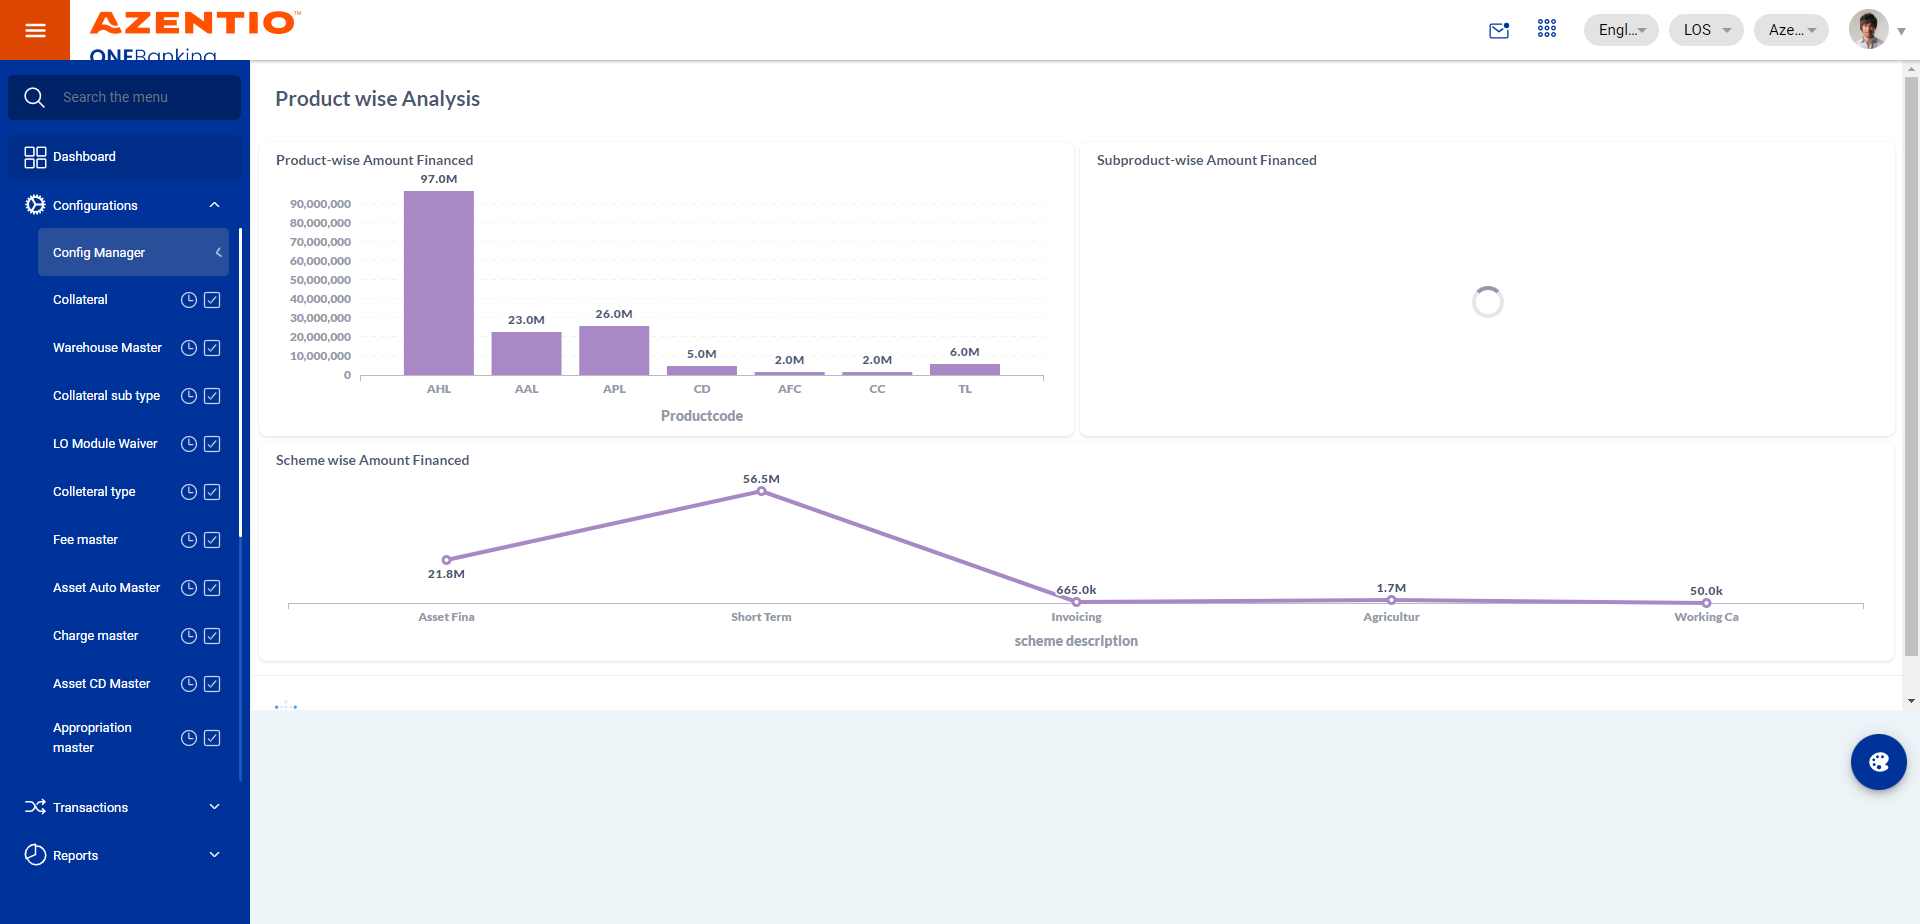 AZENTIO™
ONEBanking
Engl...
LOS
Aze...
Search the menu
Dashboard
Configurations
Config Manager
Collateral
Warehouse Master
Collateral sub type
LO Module Waiver
Colleteral type
Fee master
Asset Auto Master
Charge master
Asset CD Master
Appropriation
master
Transactions
Reports
Product wise Analysis
Product-wise Amount Financed
97.0M
90,000,000
80,000,000
70,000,000
60,000,000
50,000,000
40,000,000
30,000,000
20,000,000
10,000,000
0
23.0M
26.0M
5.0M
2.0M
2.0M
6.0M
AHL
AAL
APL
CD
AFC
CC
TL
Productcode
Subproduct-wise Amount Financed
Scheme wise Amount Financed
56.5M
21.8M
665.0k
1.7M
50.0k
Asset Fina
Short Term
Invoicing
Agricultur
Working Ca
scheme description